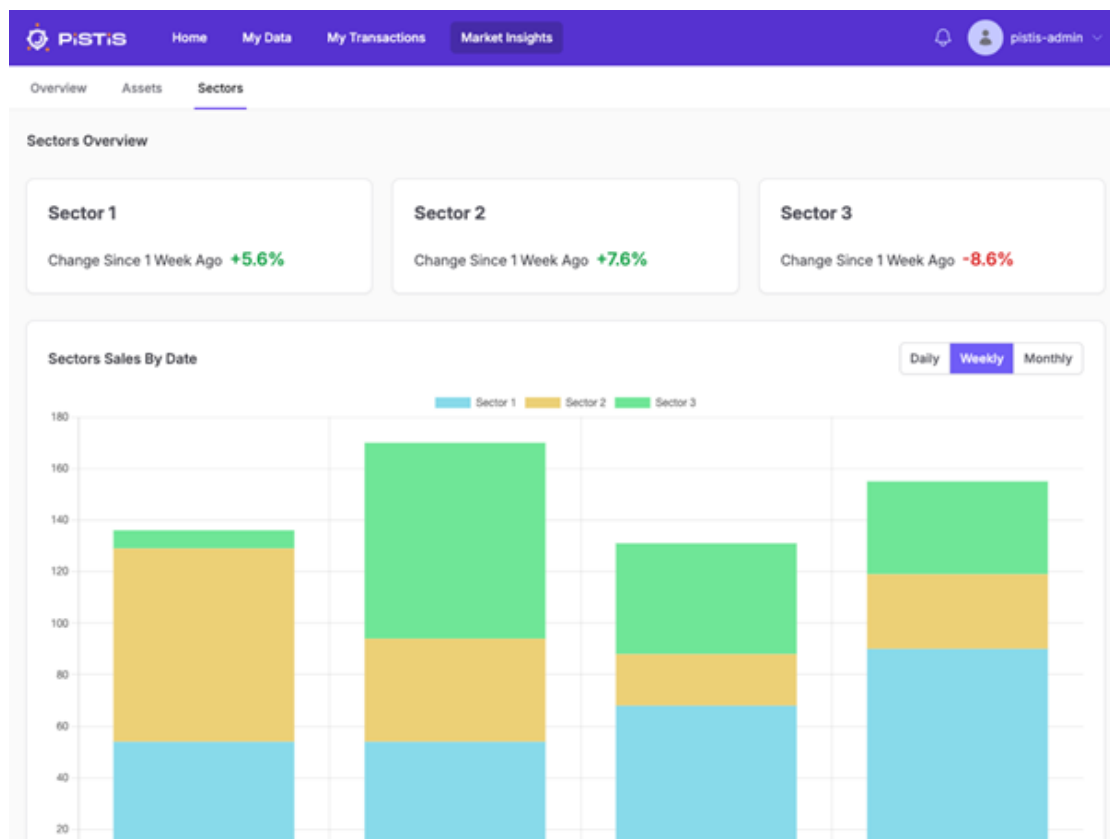 PiSTiS Home My Data My Transactions Market Insights pistis-admin
Overview Assets Sectors
Sectors Overview
Sector 1 Sector 2 Sector 3
Change Since 1 Week Ago +5.6% Change Since 1 Week Ago +7.6% Change Since 1 Week Ago -8.6%
Sectors Sales By Date Daily Weekly Monthly
Sector 1 Sector 2 Sector 3
180
160
140
120
100
80
60
40
20